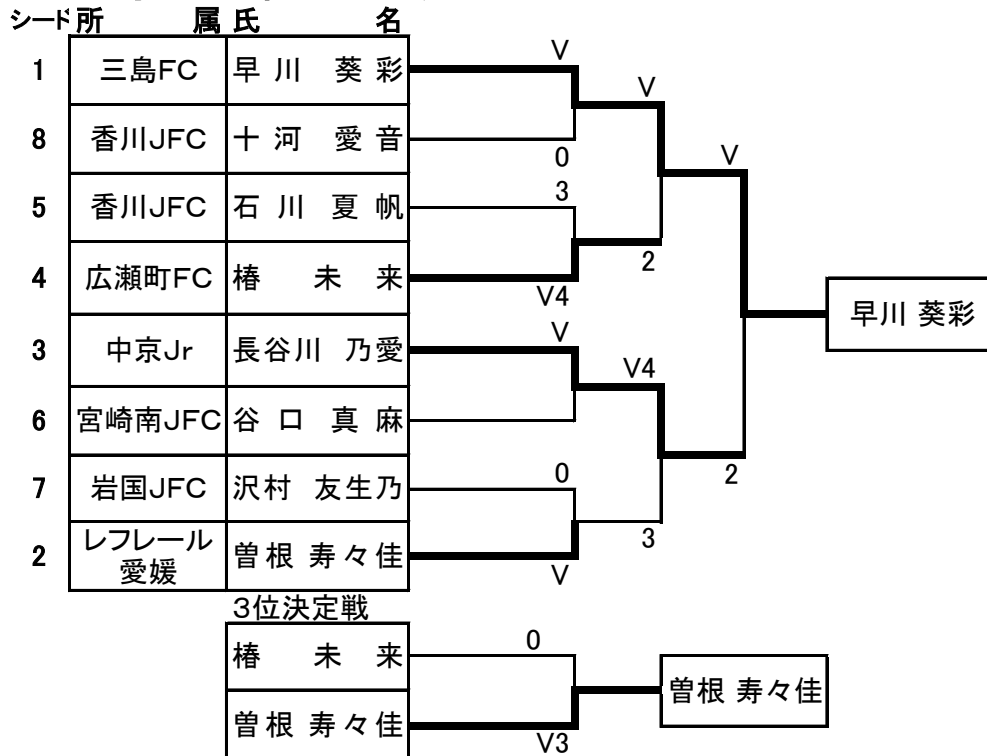 シード 所 属 氏 名
1 三島FC 早川 葵彩 V
V
8 香川JFC 十河 愛音 0
V
5 香川JFC 石川 夏帆 3
2
4 広瀬町FC 椿 未来 V4
早川 葵彩
3 中京Jr 長谷川 乃愛 V
V4
6 宮崎南JFC 谷口 真麻
2
7 岩国JFC 沢村 友生乃 0
3
2 レフレール
愛媛 曽根 寿々佳 V
3位決定戦
椿 未来 0
曽根 寿々佳
曽根 寿々佳 V3